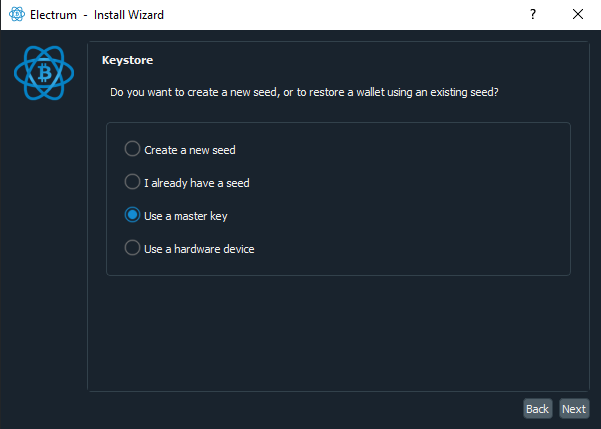 Electrum - Install Wizard
?
Keystore
Do you want to create a new seed, or to restore a wallet using an existing seed?
Create a new seed
I already have a seed
Use a master key
Use a hardware device
Back Next